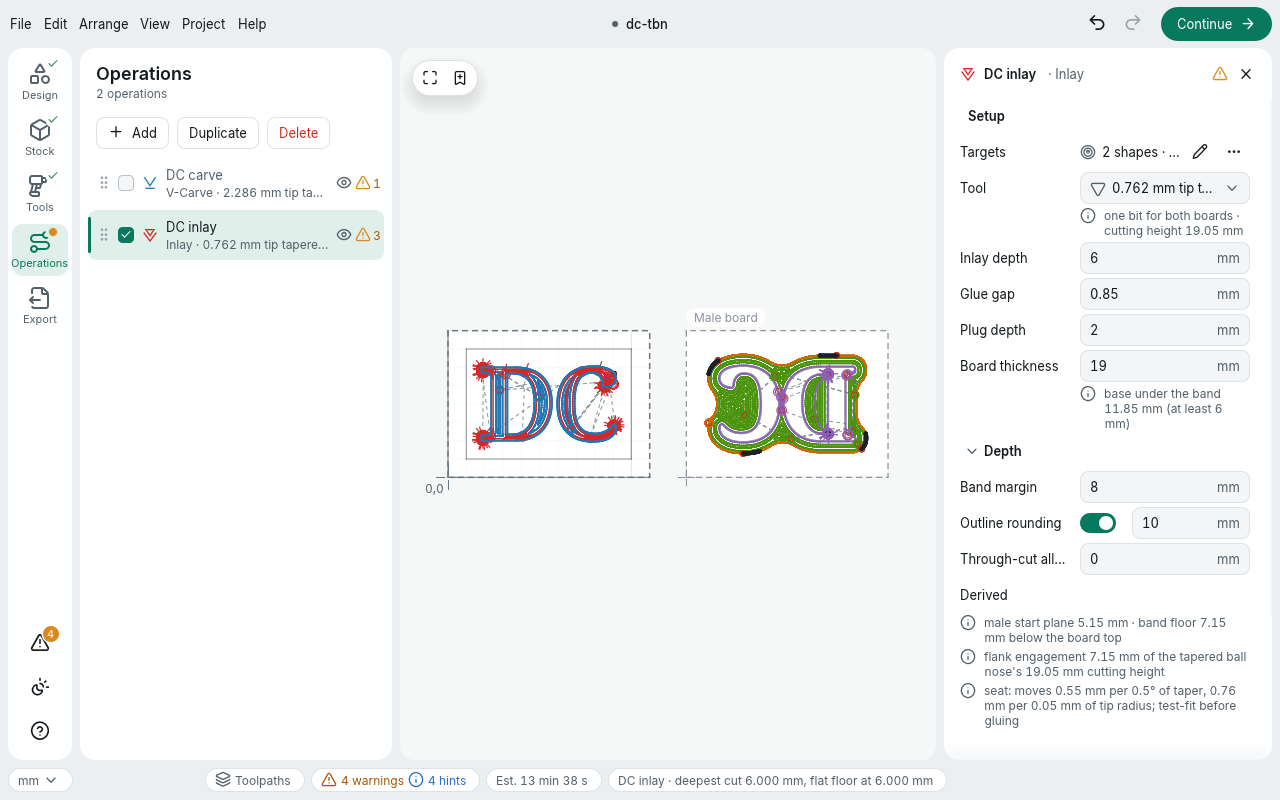 File Edit Arrange View Project Help
dc-tbn
Continue
Design
Stock
Tools
Operations
Export
4
Operations
2 operations
Add Duplicate Delete
DC carve
V-Carve · 2.286 mm tip ta...
1
DC inlay
Inlay · 0.762 mm tip tapere...
3
Male board
DC
DC
0,0
DC inlay · Inlay
Setup
Targets 2 shapes · ...
Tool 0.762 mm tip t...
one bit for both boards ·
cutting height 19.05 mm
Inlay depth 6 mm
Glue gap 0.85 mm
Plug depth 2 mm
Board thickness 19 mm
base under the band
11.85 mm (at least 6
mm)
Depth
Band margin 8 mm
Outline rounding 10 mm
Through-cut all... 0 mm
Derived
male start plane 5.15 mm · band floor 7.15
mm below the board top
flank engagement 7.15 mm of the tapered ball
nose's 19.05 mm cutting height
seat: moves 0.55 mm per 0.5° of taper, 0.76
mm per 0.05 mm of tip radius; test-fit before
gluing
mm Toolpaths 4 warnings 4 hints Est. 13 min 38 s DC inlay · deepest cut 6.000 mm, flat floor at 6.000 mm